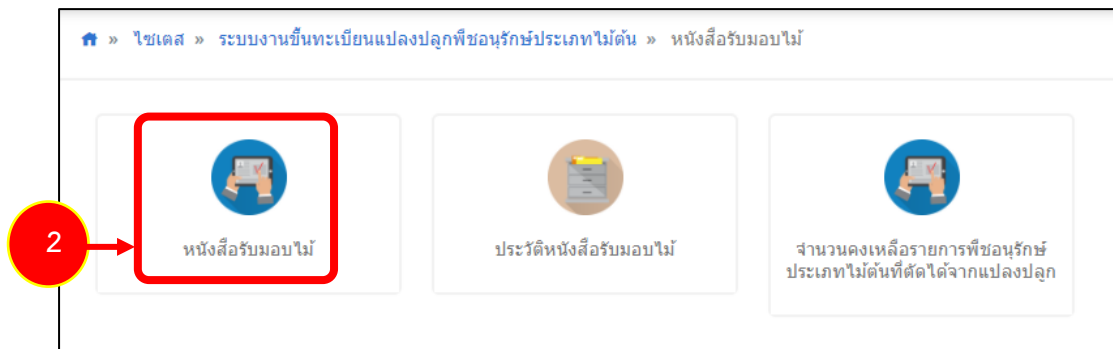 » ไซเตส » ระบบงานขึ้นทะเบียนแปลงปลูกพืชอนุรักษ์ประเภทไม้ต้น » หนังสือรับมอบไม้
2
หนังสือรับมอบไม้
ประวัติหนังสือรับมอบไม้
จำนวนคงเหลือรายการพืชอนุรักษ์
ประเภทไม้ต้นที่ตัดได้จากแปลงปลูก